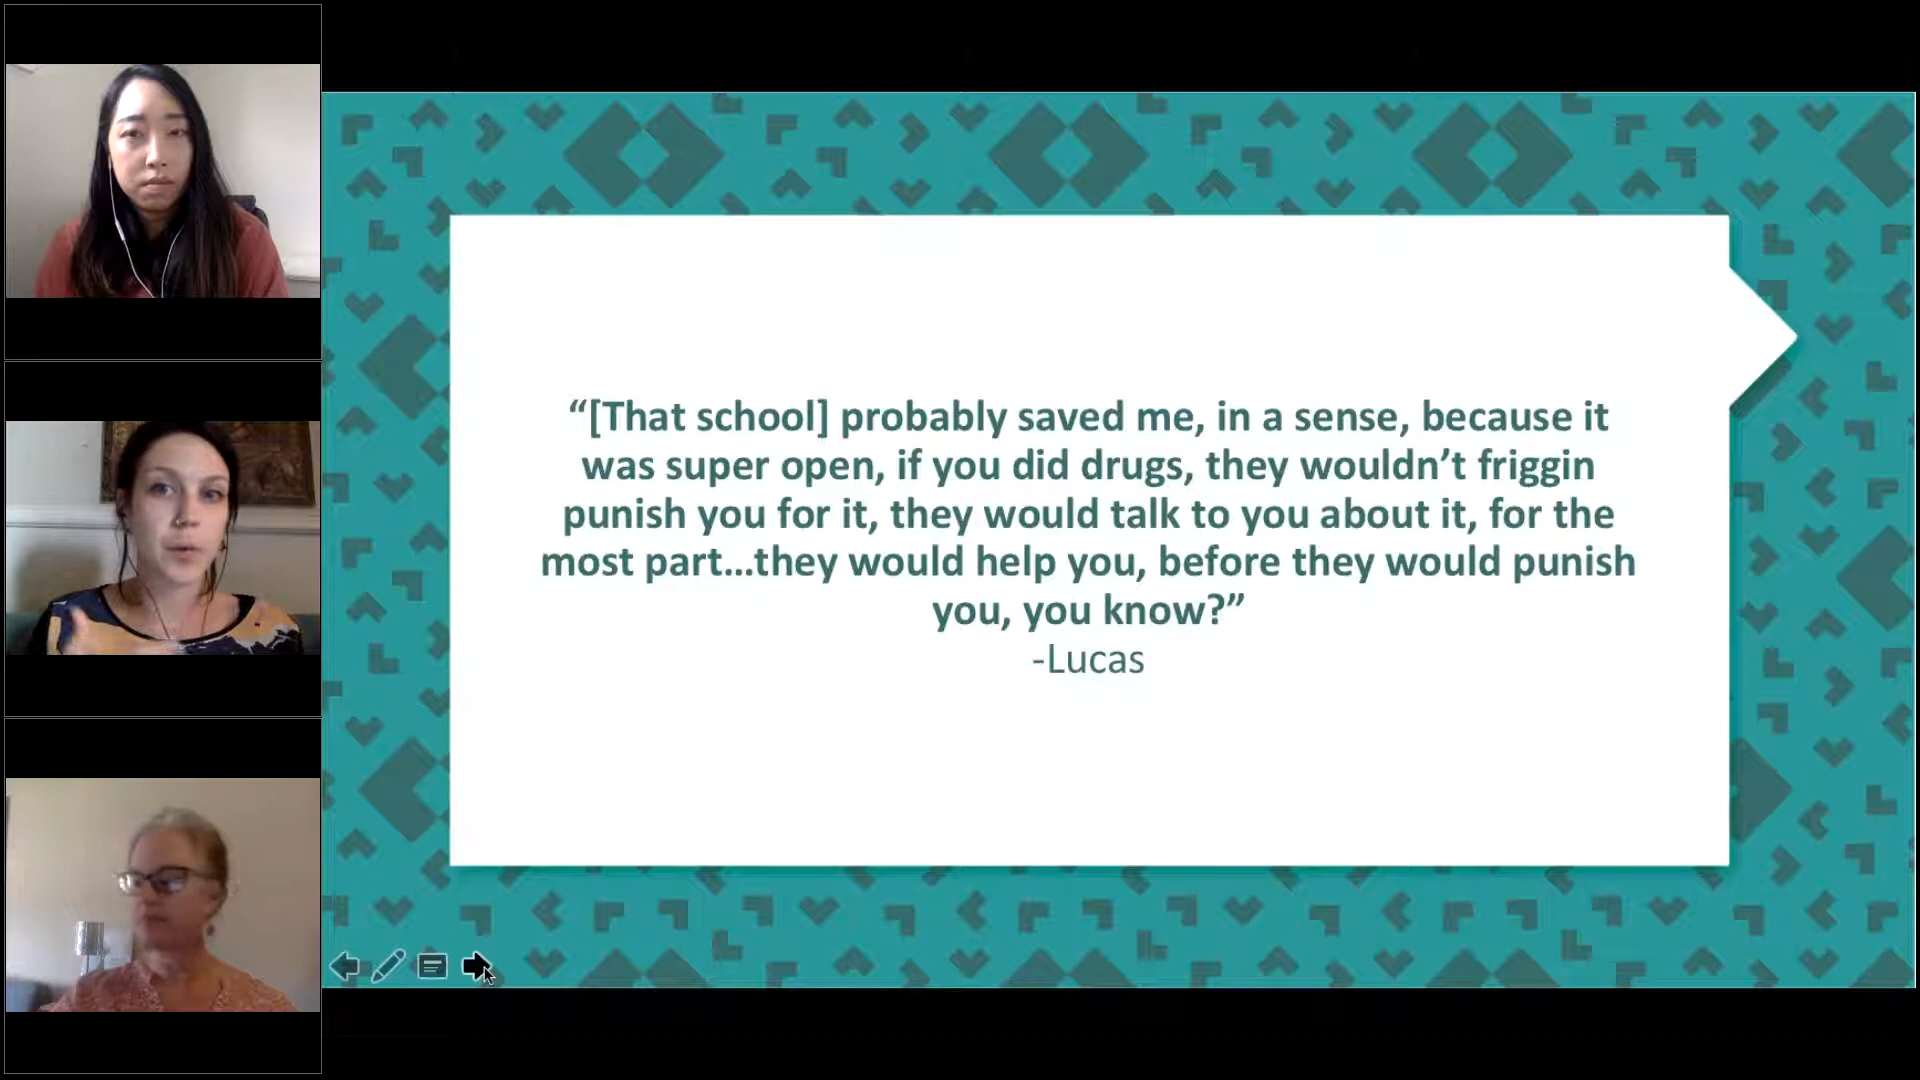 “[That school] probably saved me, in a sense, because it
was super open, if you did drugs, they wouldn’t friggin
punish you for it, they would talk to you about it, for the
most part...they would help you, before they would punish
you, you know?”
-Lucas